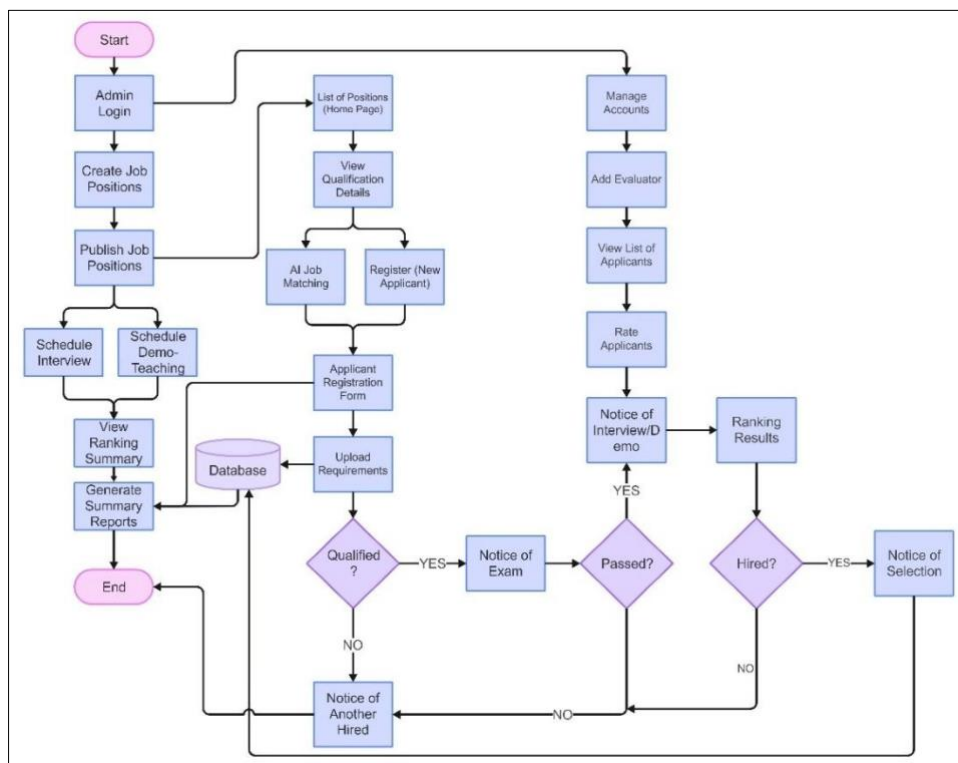 Start
Admin
Login
Create Job
Positions
Publish Job
Positions
Schedule
Interview
Schedule
Demo-
Teaching
View
Ranking
Summary
Generate
Summary
Reports
End
List of Positions
(Home Page)
View
Qualification
Details
AI Job
Matching
Register (New
Applicant)
Applicant
Registration
Form
Upload
Requirements
Database
Qualified
?
YES
NO
Notice of
Another
Hired
Notice of
Exam
Manage
Accounts
Add Evaluator
View List of
Applicants
Rate
Applicants
Notice of
Interview/D
emo
YES
Passed?
NO
Ranking
Results
Hired?
YES
NO
Notice of
Selection